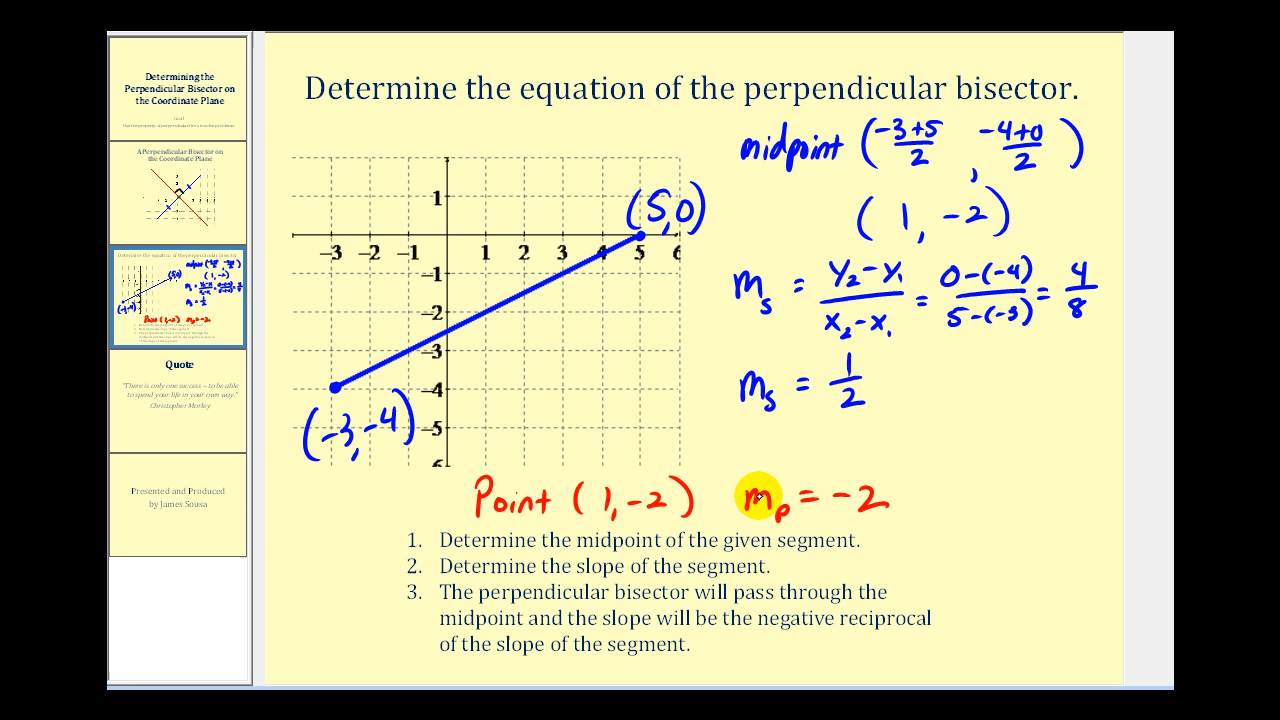 Determining the
Perpendicular Bisector on
the Coordinate Plane
A Perpendicular Bisector on
the Coordinate Plane
Quote
"There is only one success – to be able
to spend your life in your own way."
Christopher Morley
Presented and Produced
by James Sousa
Determine the equation of the perpendicular bisector.
midpoint (-3+5/2, -4+0/2)
(1, -2)
m_s = y_2-y_1/x_2-x_1 = 0-(-4)/5-(-3) = 4/8
m_s = 1/2
1
(5,0)
-3 -2 -1 1 2 3 4 5 6
-1
-2
-3
-4
-5
(-3,-4)
Point (1,-2) m_p = -2
1. Determine the midpoint of the given segment.
2. Determine the slope of the segment.
3. The perpendicular bisector will pass through the
midpoint and the slope will be the negative reciprocal
of the slope of the segment.